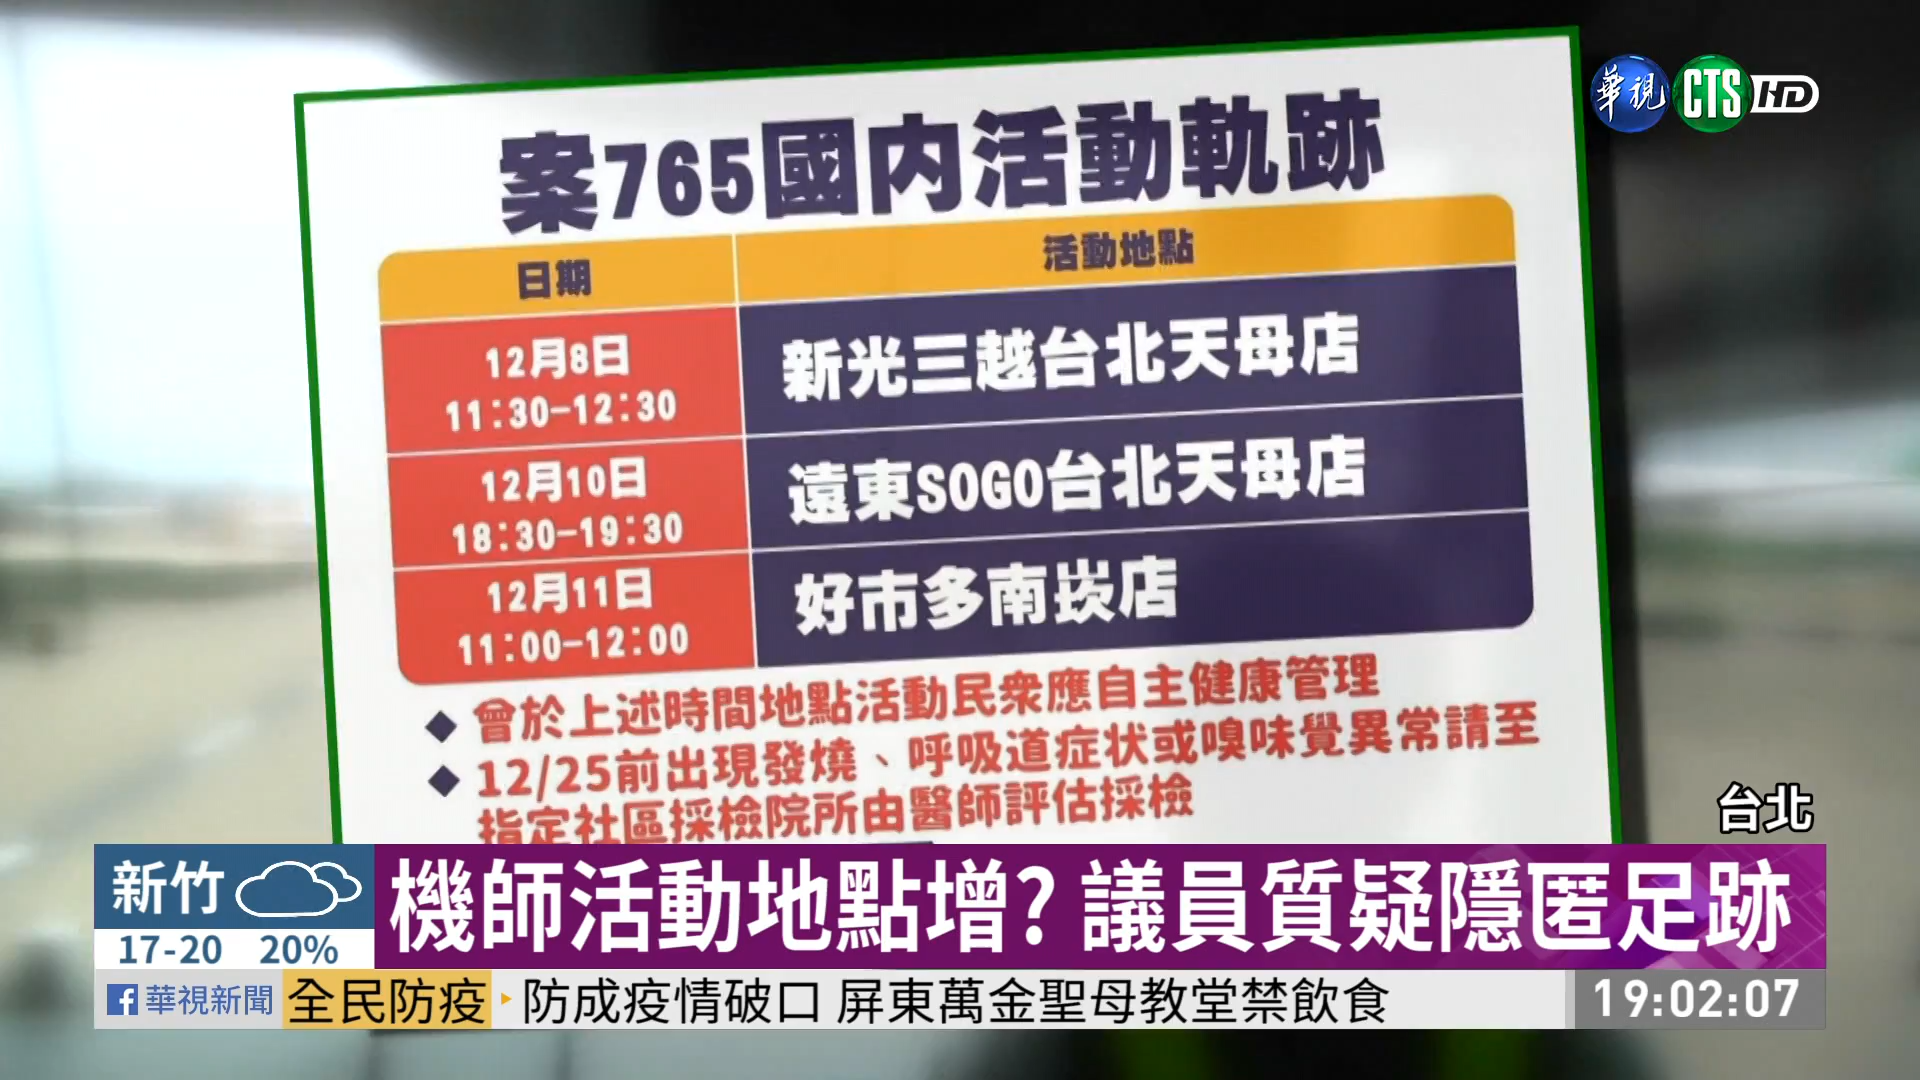 華視 CTS HD
案765國內活動軌跡
日期 活動地點
12月8日
11:30-12:30
新光三越台北天母店
12月10日
18:30-19:30
遠東SOGO台北天母店
12月11日
11:00-12:00
好市多南崁店
◆ 曾於上述時間地點活動民眾應自主健康管理
◆ 12/25前出現發燒、呼吸道症状或嗅味覺異常請至
指定社區採檢院所由醫師評估採檢
台北
新竹
17-20 20%
機師活動地點增?議員質疑隱匿足跡
華視新聞
全民防疫
防成疫情破口 屏東萬金聖母教堂禁飲食
19:02:07